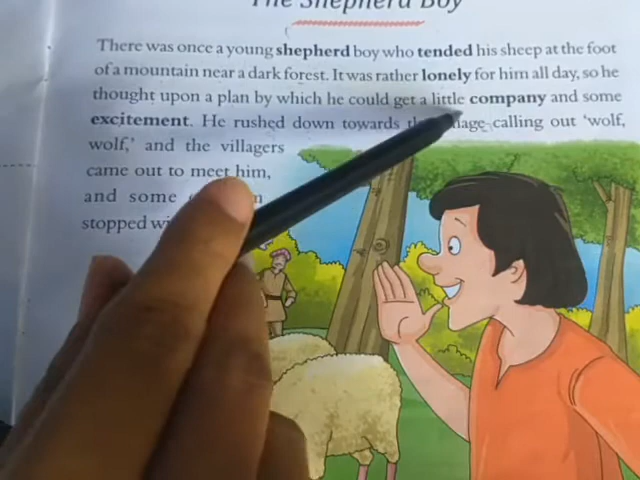 The Shepherd Boy
There was once a young shepherd boy who tended his sheep at the foot
of a mountain near a dark forest. It was rather lonely for him all day, so he
thought upon a plan by which he could get a little company and some
excitement. He rushed down towards calling out 'wolf,
wolf,' and the villagers
came out to meet him,
and some
stopped